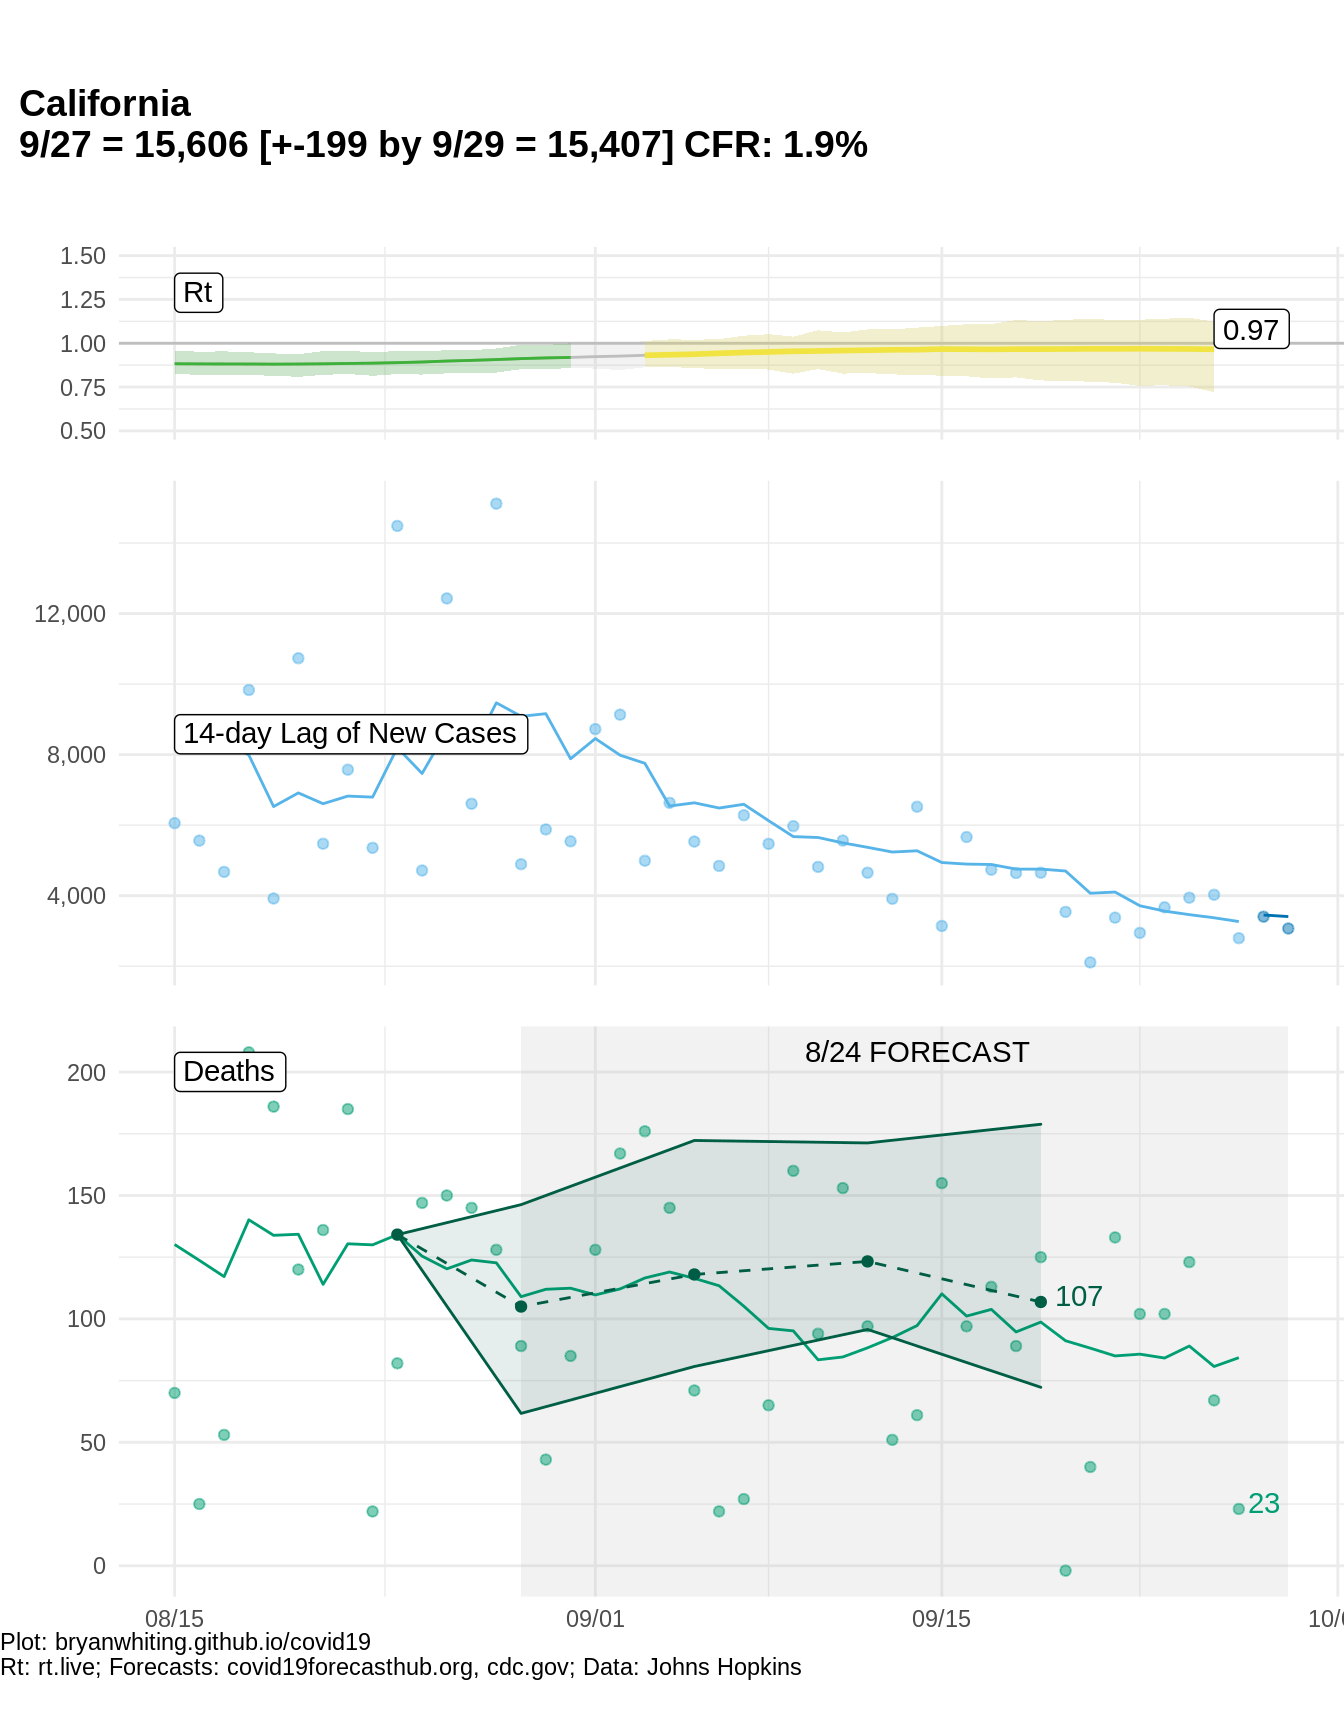 California
9/27 = 15,606 [+-199 by 9/29 = 15,407] CFR: 1.9%
1.50
1.25
1.00
0.75
0.50
Rt
0.97
12,000
8,000
4,000
14-day Lag of New Cases
200
150
100
50
0
Deaths
8/24 FORECAST
107
23
08/15
09/01
09/15
10/0
Plot: bryanwhiting.github.io/covid19
Rt: rt.live; Forecasts: covid19forecasthub.org, cdc.gov; Data: Johns Hopkins